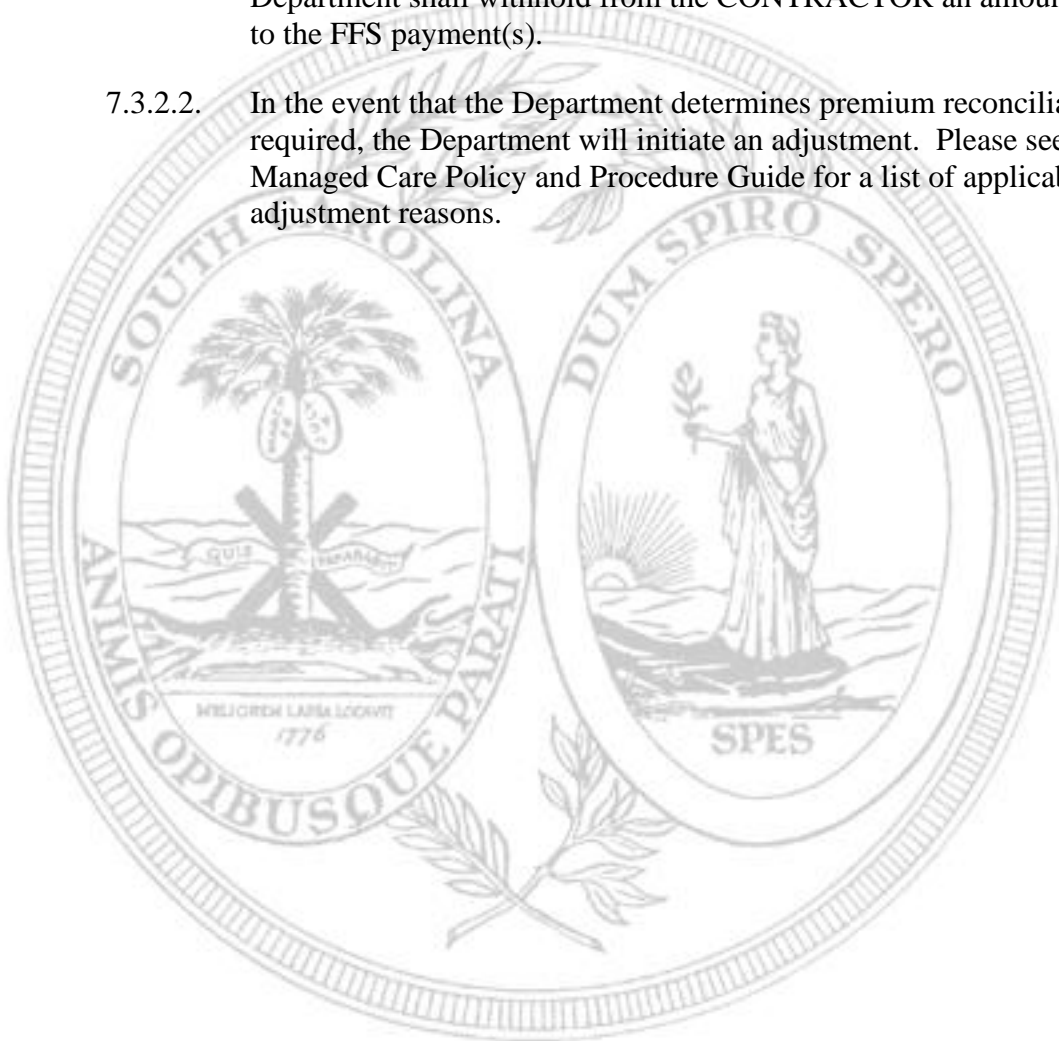 Department shall withhold from the CONTRACTOR an amoun
to the FFS payment(s).
7.3.2.2. In the event that the Department determines premium reconcilia
required, the Department will initiate an adjustment. Please see
Managed Care Policy and Procedure Guide for a list of applicab
adjustment reasons.
SOUTH CAROLINA
DUM SPIRO SPERO
QUIS
SEPARABIT
ANIMIS OPIBUSQUE PARATI
MELIOREM LAPSA LOCAVIT
1776
SPES